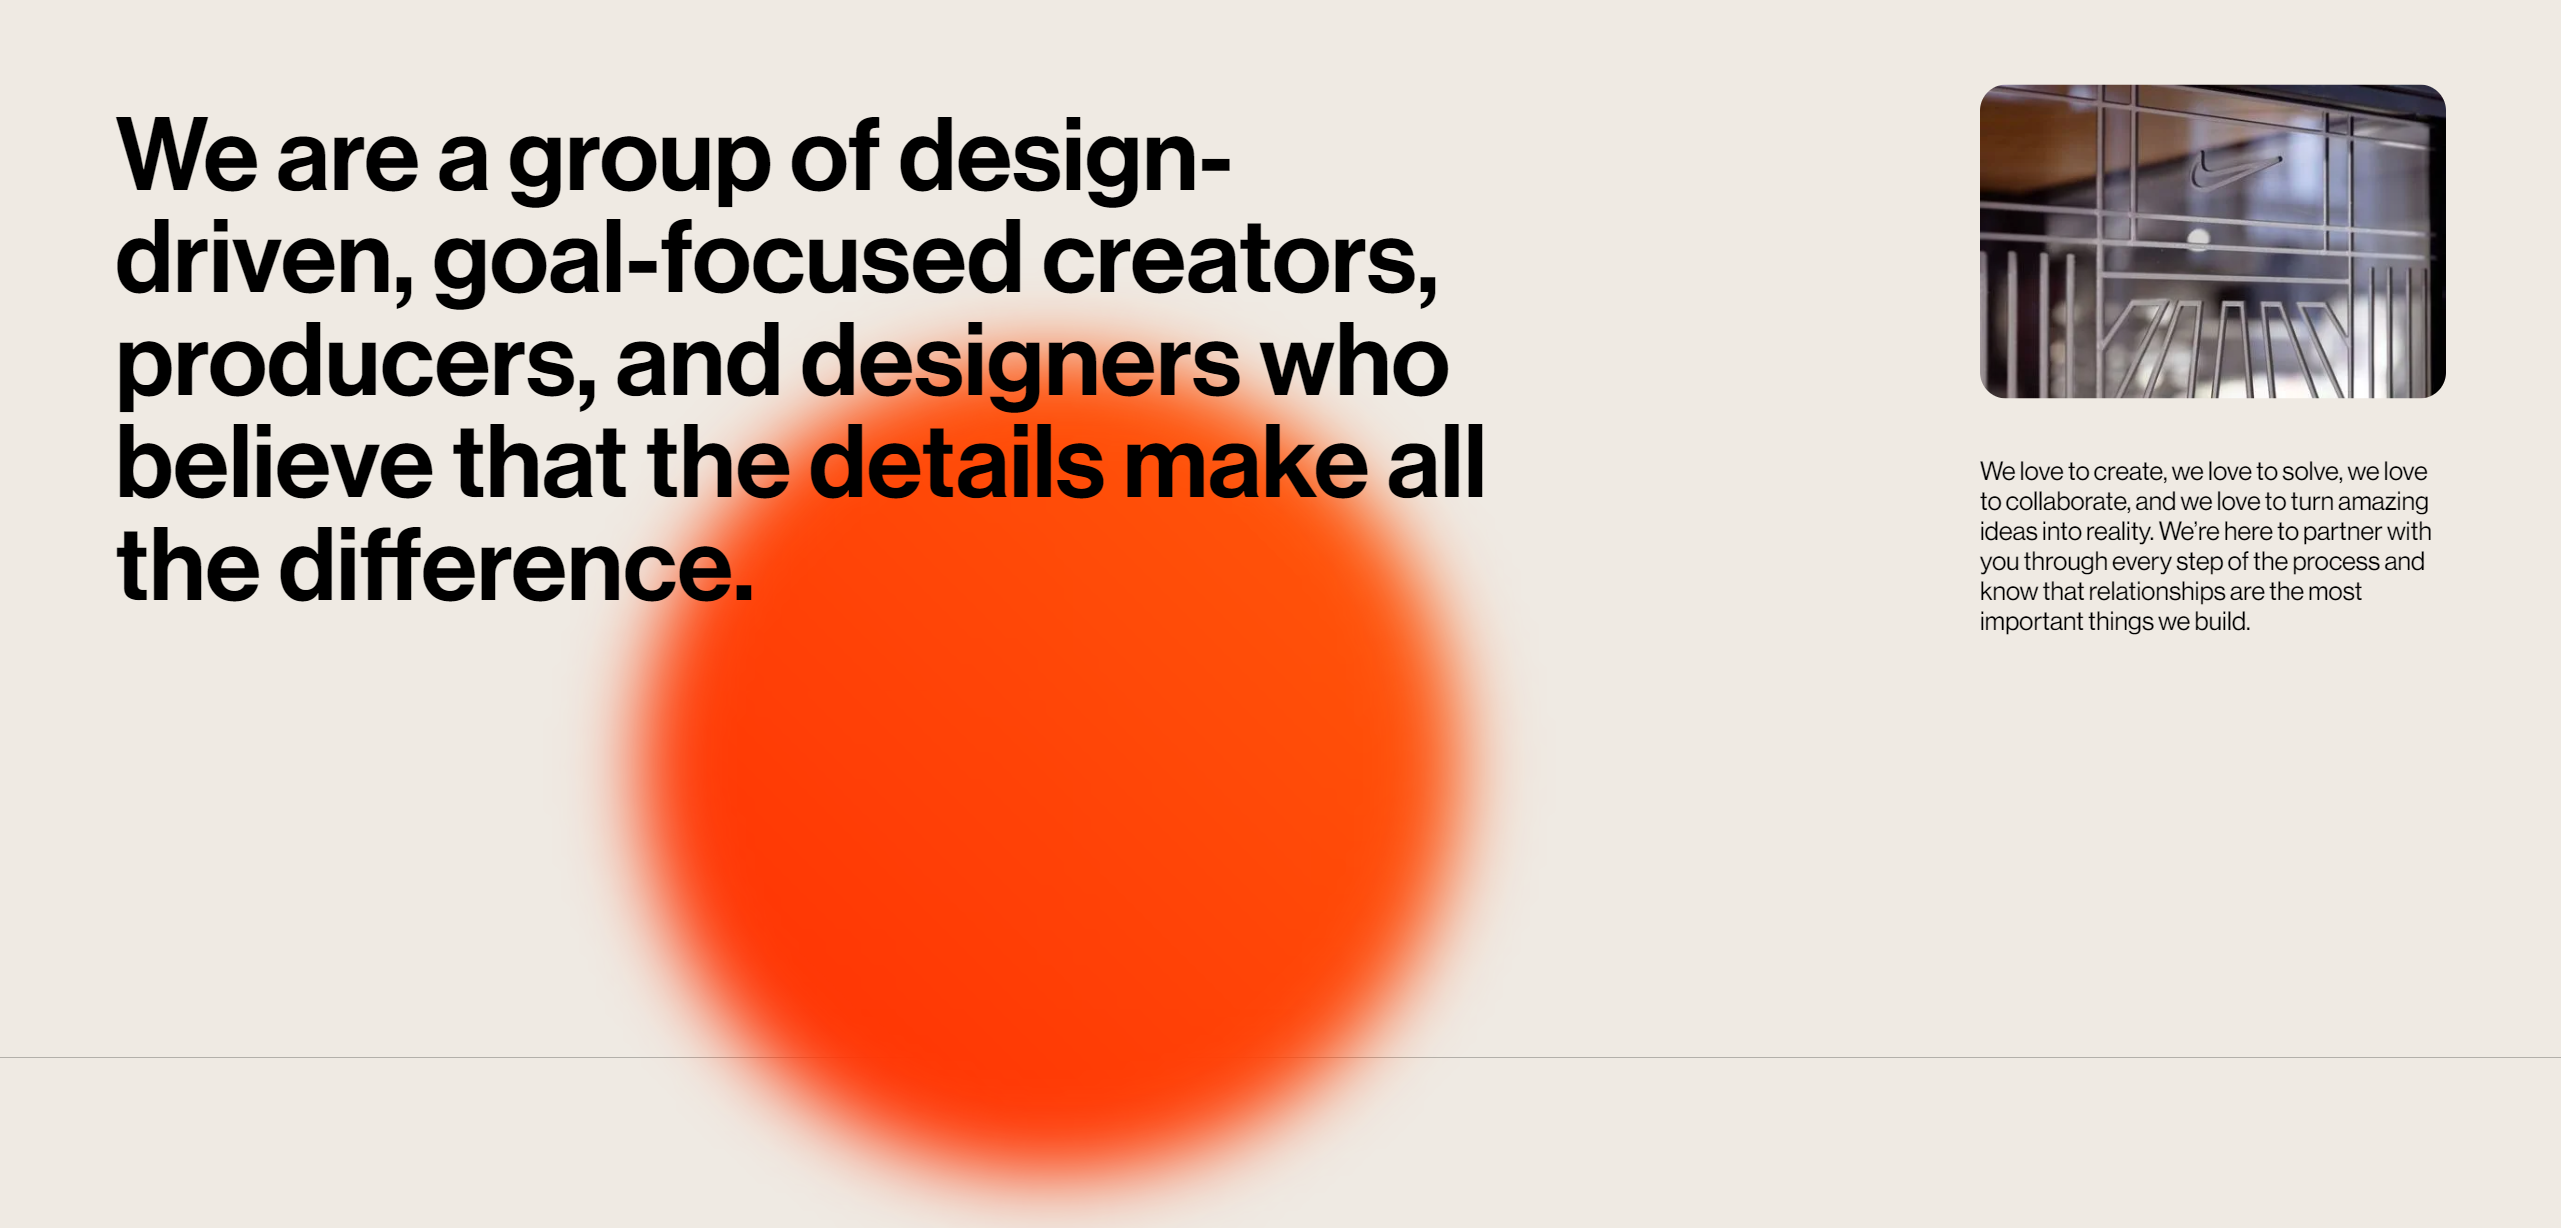 We are a group of design-
driven, goal-focused creators,
producers, and designers who
believe that the details make all
the difference.
We love to create, we love to solve, we love
to collaborate, and we love to turn amazing
ideas into reality. We’re here to partner with
you through every step of the process and
know that relationships are the most
important things we build.